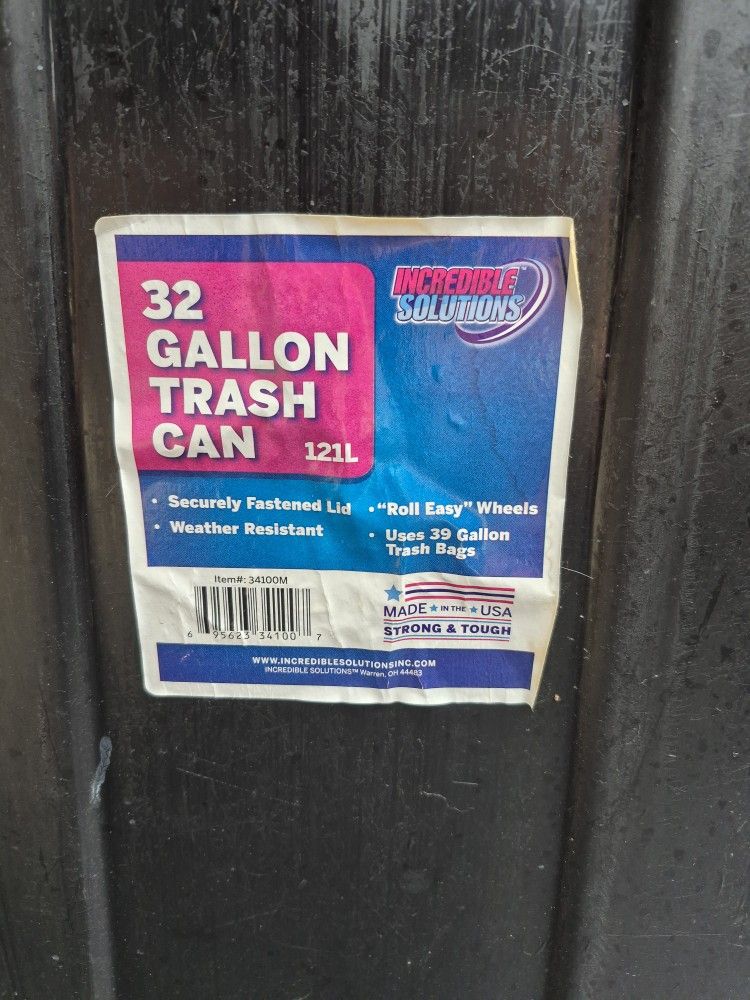 32
GALLON
TRASH
CAN 121L
INCREDIBLE™
SOLUTIONS
• Securely Fastened Lid
• Weather Resistant
• "Roll Easy" Wheels
• Uses 39 Gallon
Trash Bags
Item#: 34100M
6 95623 34100 7
MADE IN THE USA
STRONG & TOUGH
WWW.INCREDIBLESOLUTIONSINC.COM
INCREDIBLE SOLUTIONS™ Warren, OH 44483